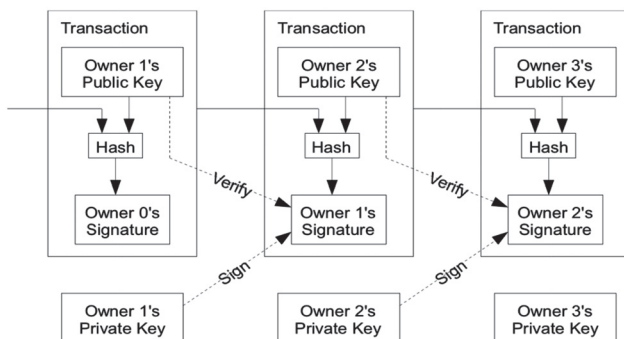 Transaction
Transaction
Transaction
Owner 1's
Public Key
Owner 2's
Public Key
Owner 3's
Public Key
Hash
Hash
Hash
Verify
Verify
Owner 0's
Signature
Owner 1's
Signature
Owner 2's
Signature
Sign
Sign
Owner 1's
Private Key
Owner 2's
Private Key
Owner 3's
Private Key